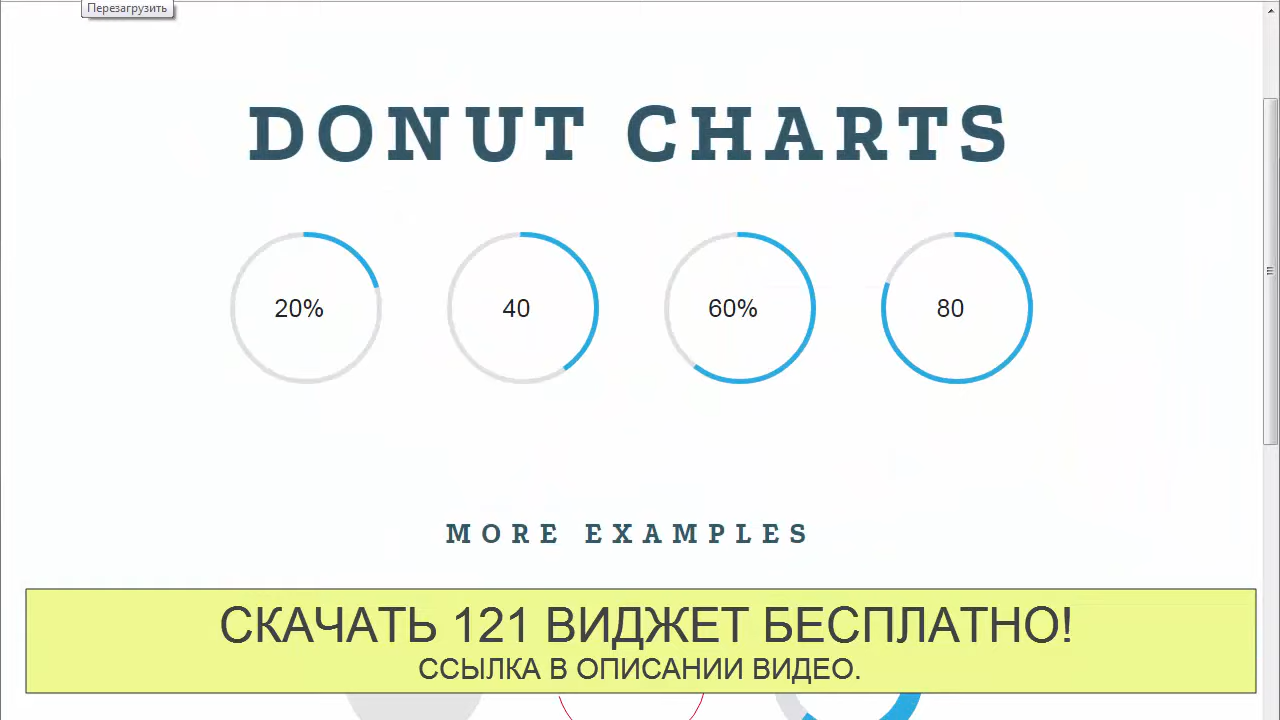 Перезагрузить
DONUT CHARTS
20% 40 60% 80
MORE EXAMPLES
СКАЧАТЬ 121 ВИДЖЕТ БЕСПЛАТНО!
ССЫЛКА В ОПИСАНИИ ВИДЕО.